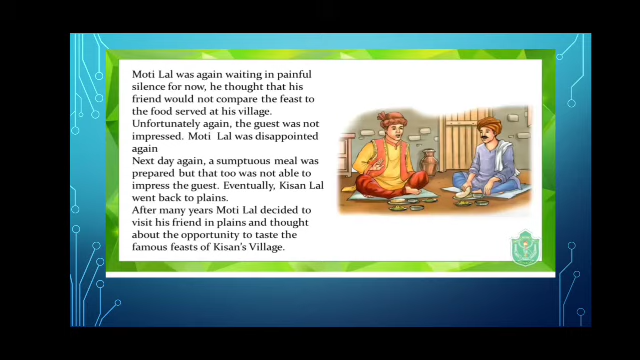 Moti Lal was again waiting in painful
silence for now, he thought that his
friend would not compare the feast to
the food served at his village.
Unfortunately again, the guest was not
impressed. Moti Lal was disappointed
again
Next day again, a sumptuous meal was
prepared but that too was not able to
impress the guest. Eventually, Kisan Lal
went back to plains.
After many years Moti Lal decided to
visit his friend in plains and thought
about the opportunity to taste the
famous feasts of Kisan's Village.